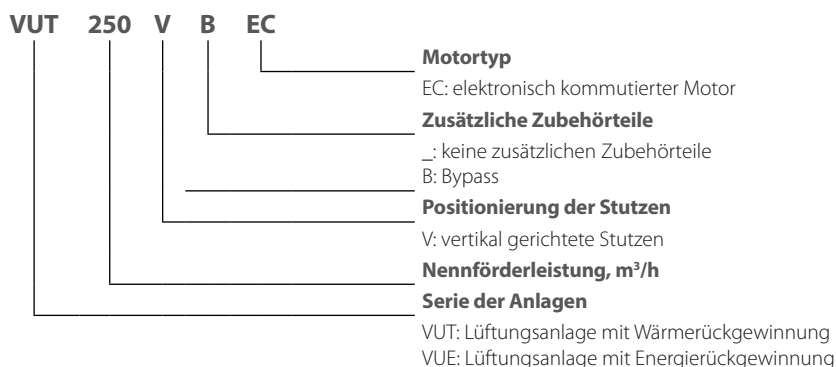 VUT 250 V B EC
Motortyp
EC: elektronisch kommutierter Motor
Zusätzliche Zubehörteile
_: keine zusätzlichen Zubehörteile
B: Bypass
Positionierung der Stutzen
V: vertikal gerichtete Stutzen
Nennförderleistung, m³/h
Serie der Anlagen
VUT: Lüftungsanlage mit Wärmerückgewinnung
VUE: Lüftungsanlage mit Energierückgewinnung